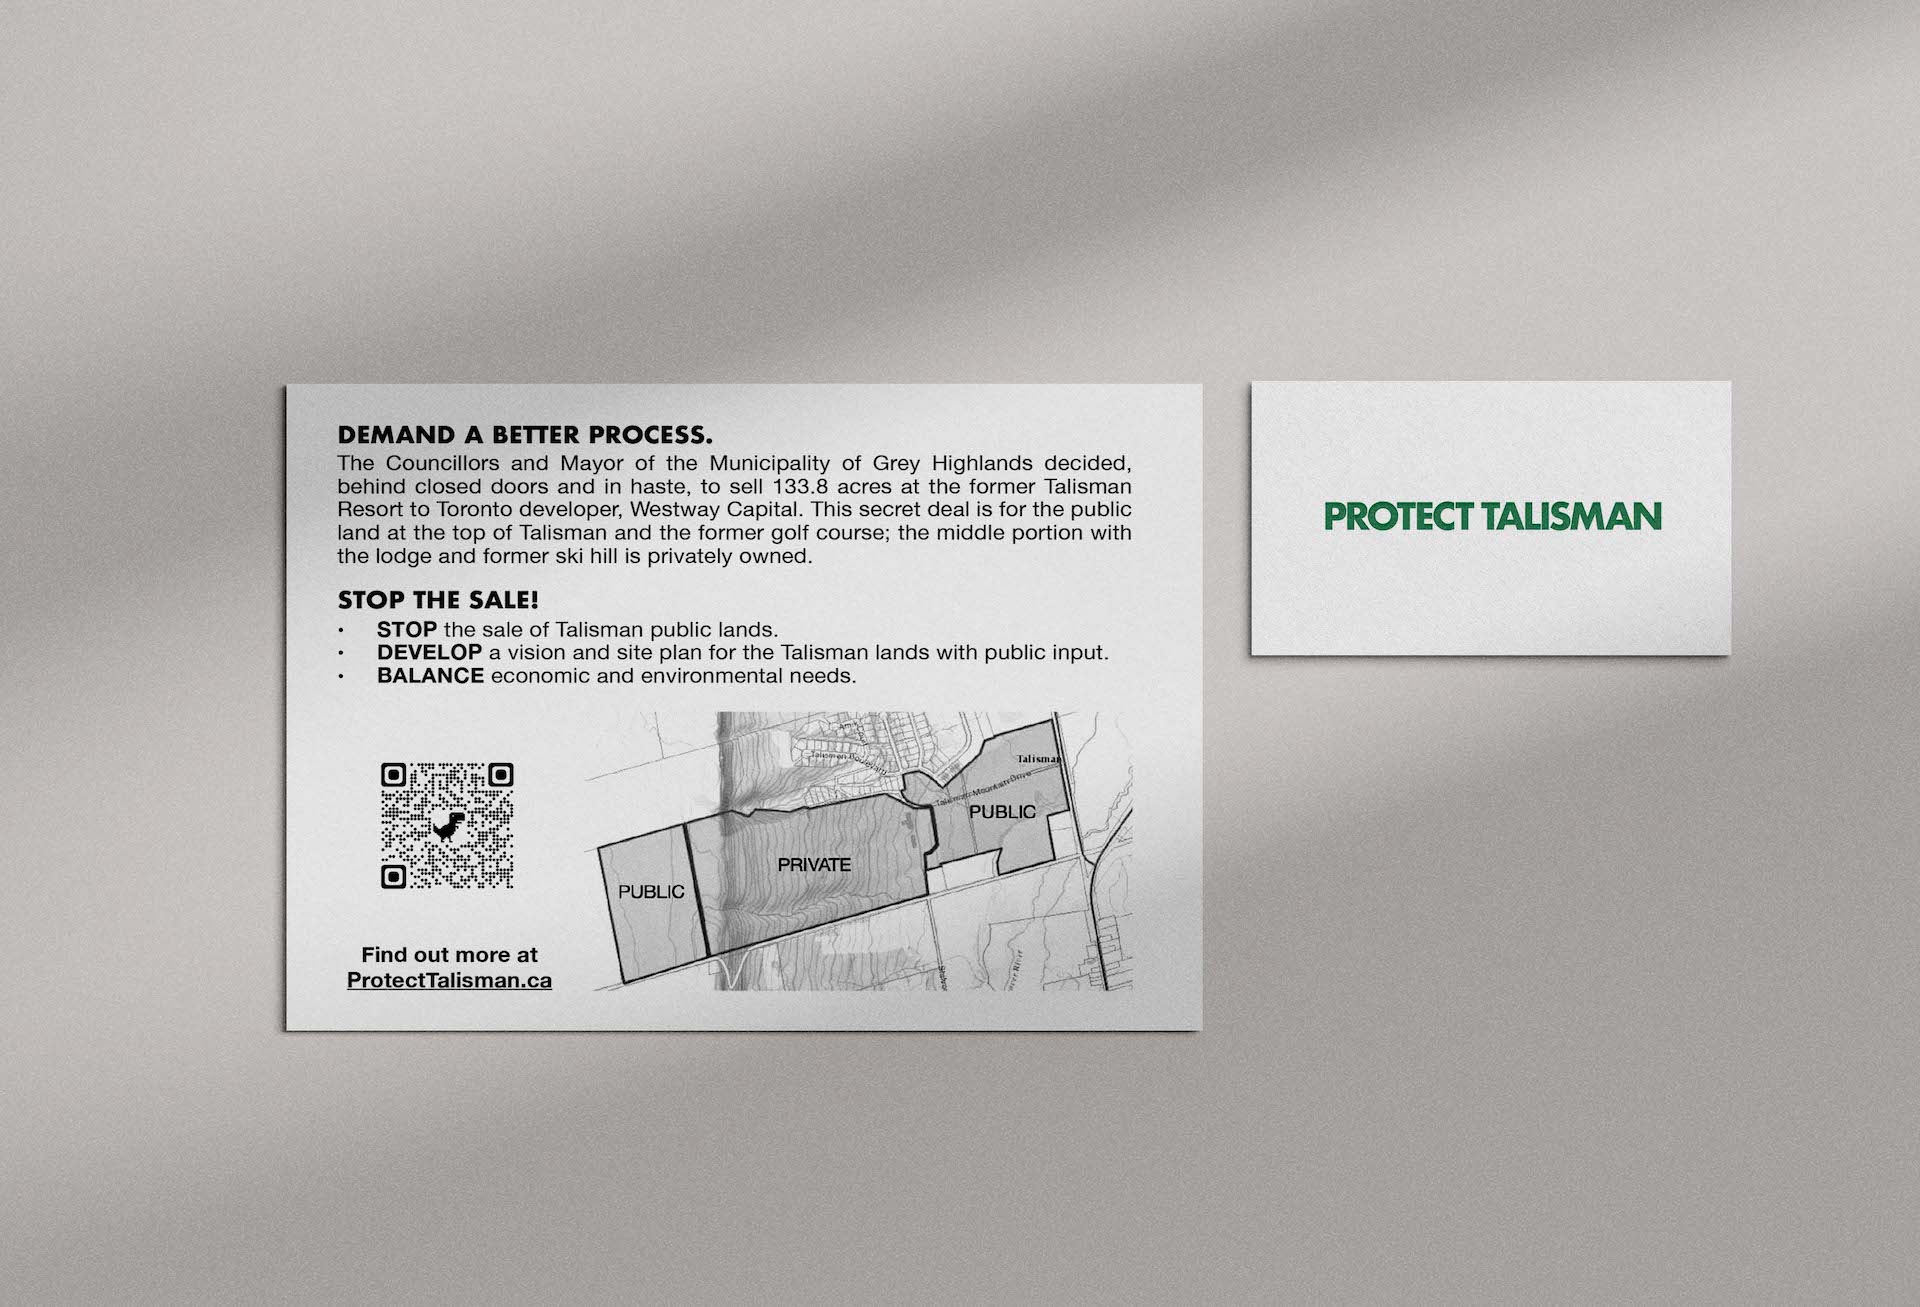 DEMAND A BETTER PROCESS.
The Councillors and Mayor of the Municipality of Grey Highlands decided,
behind closed doors and in haste, to sell 133.8 acres at the former Talisman
Resort to Toronto developer, Westway Capital. This secret deal is for the public
land at the top of Talisman and the former golf course; the middle portion with
the lodge and former ski hill is privately owned.
STOP THE SALE!
• STOP the sale of Talisman public lands.
• DEVELOP a vision and site plan for the Talisman lands with public input.
• BALANCE economic and environmental needs.
Talisman Boulevard
Talisman
Talisman Mountain Drive
PUBLIC
PRIVATE
PUBLIC
River
Find out more at
ProtectTalisman.ca
PROTECT TALISMAN